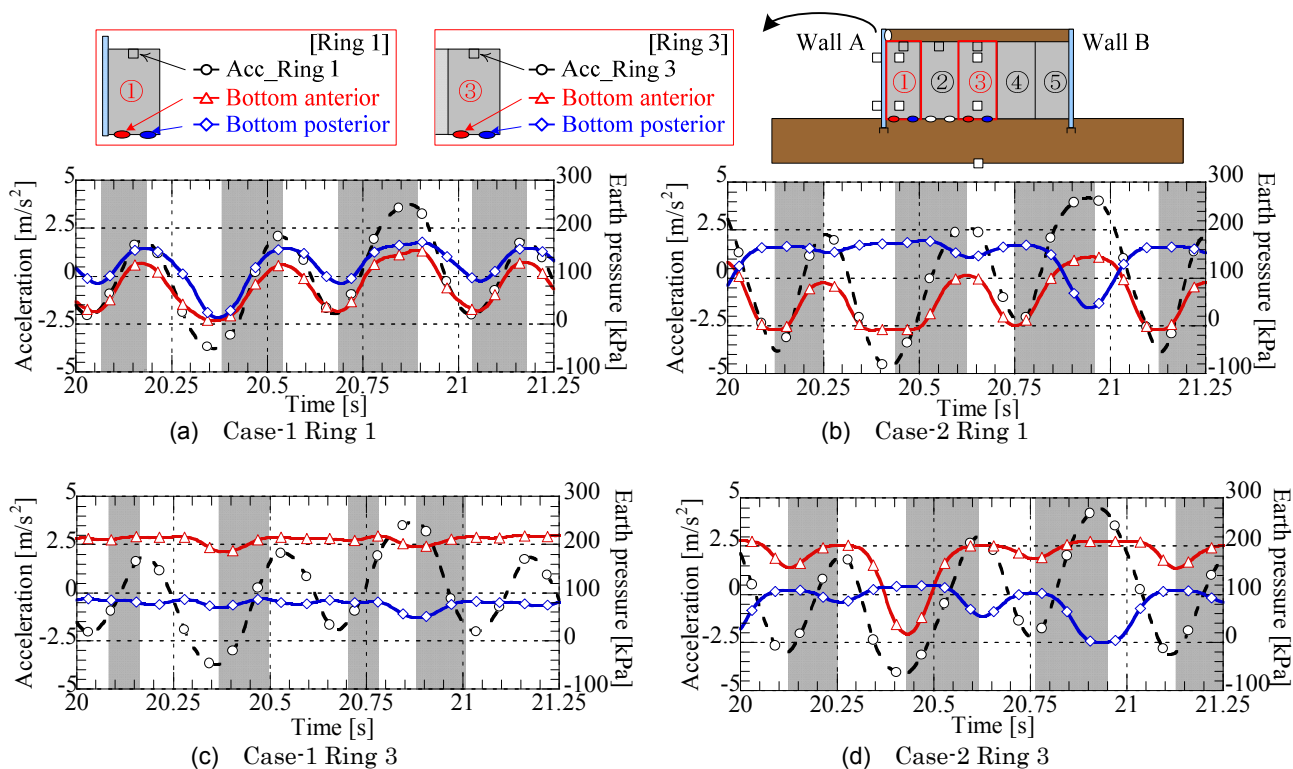 [Ring 1]
Acc_Ring 1
Bottom anterior
Bottom posterior
①
[Ring 3]
Acc_Ring 3
Bottom anterior
Bottom posterior
③
Wall A
Wall B
① ② ③ ④ ⑤
Acceleration [m/s²]
5
2.5
0
-2.5
-5
300
200
100
0
-100
Earth pressure [kPa]
20 20.25 20.5 20.75 21 21.25
Time [s]
(a) Case-1 Ring 1
Acceleration [m/s²]
5
2.5
0
-2.5
-5
300
200
100
0
-100
Earth pressure [kPa]
20 20.25 20.5 20.75 21 21.25
Time [s]
(b) Case-2 Ring 1
Acceleration [m/s²]
5
2.5
0
-2.5
-5
300
200
100
0
-100
Earth pressure [kPa]
20 20.25 20.5 20.75 21 21.25
Time [s]
(c) Case-1 Ring 3
Acceleration [m/s²]
5
2.5
0
-2.5
-5
300
200
100
0
-100
Earth pressure [kPa]
20 20.25 20.5 20.75 21 21.25
Time [s]
(d) Case-2 Ring 3